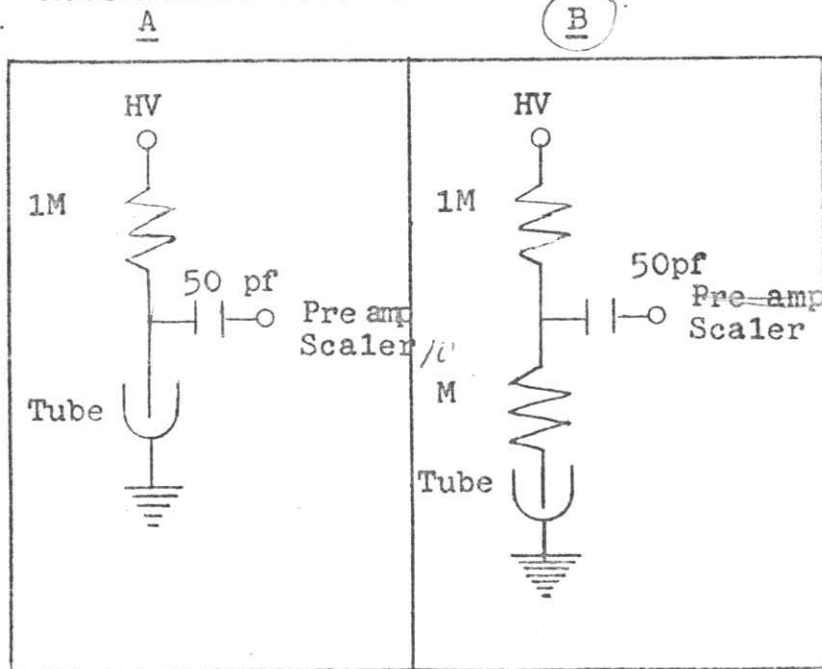 A
B
HV
1M
50 pf
Pre amp
Scaler
Tube
HV
1M
50pf
Pre-amp
Scaler
M
Tube